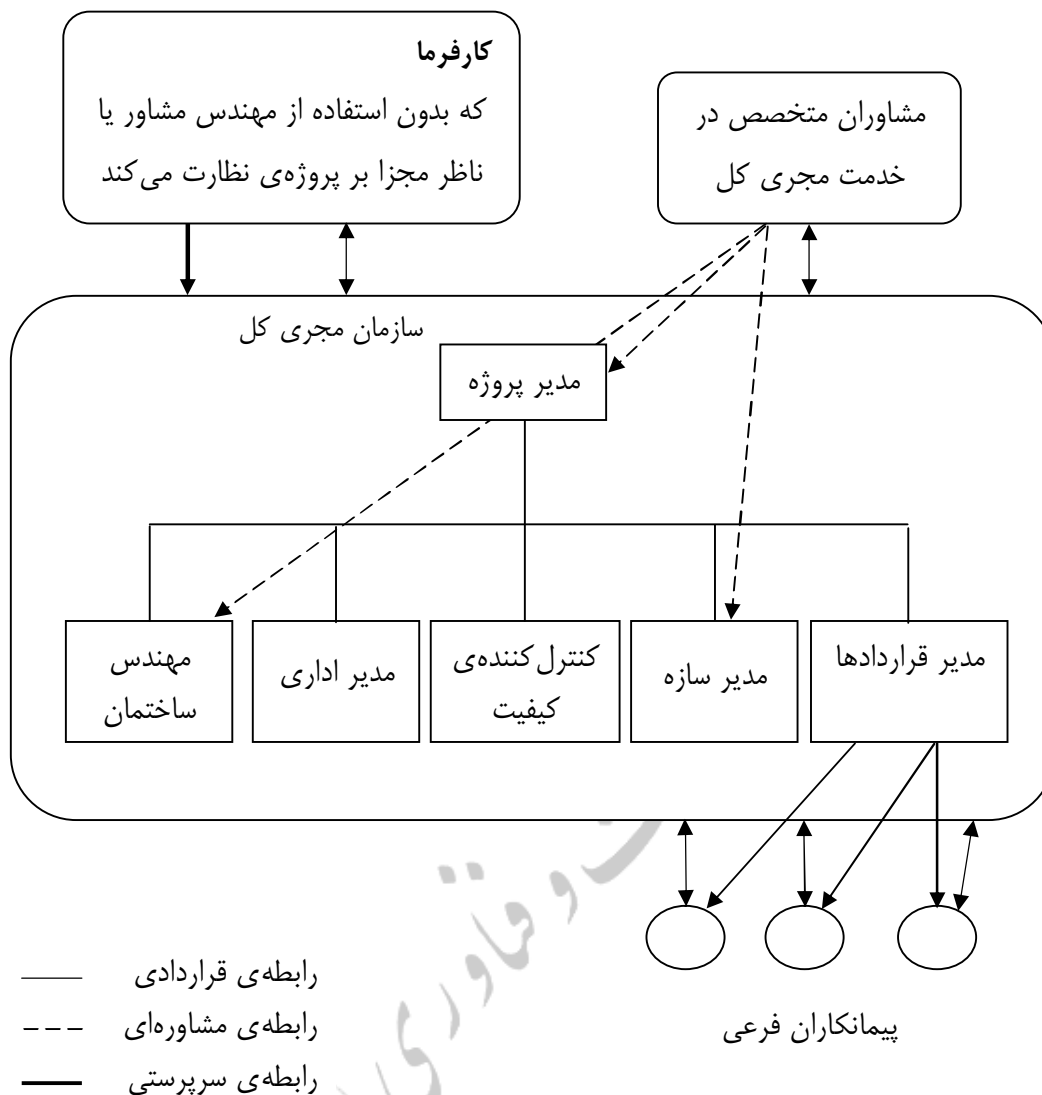 کارفرما
که بدون استفاده از مهندس مشاور یا
ناظر مجزا بر پروژه‌ی نظارت می‌کند
مشاوران متخصص در
خدمت مجری کل
سازمان مجری کل
مدیر پروژه
مدیر قراردادها
مدیر سازه
کنترل‌کننده‌ی
کیفیت
مدیر اداری
مهندس
ساختمان
پیمانکاران فرعی
رابطه‌ی قراردادی
رابطه‌ی مشاوره‌ای
رابطه‌ی سرپرستی